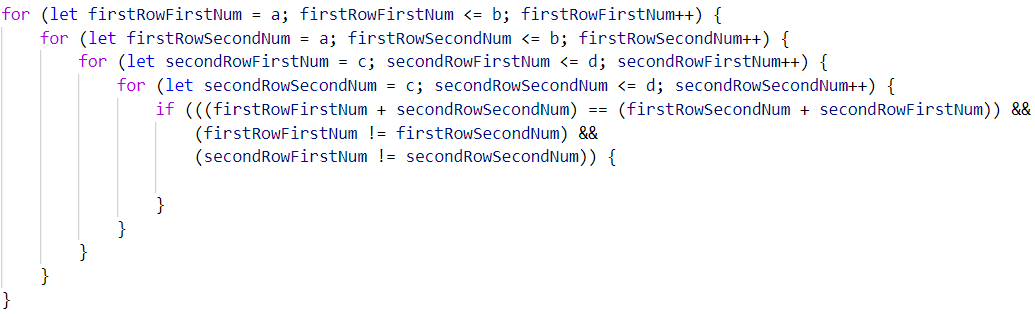 for (let firstRowFirstNum = a; firstRowFirstNum <= b; firstRowFirstNum++) {
    for (let firstRowSecondNum = a; firstRowSecondNum <= b; firstRowSecondNum++) {
        for (let secondRowFirstNum = c; secondRowFirstNum <= d; secondRowFirstNum++) {
            for (let secondRowSecondNum = c; secondRowSecondNum <= d; secondRowSecondNum++) {
                if (((firstRowFirstNum + secondRowSecondNum) == (firstRowSecondNum + secondRowFirstNum)) &&
                    (firstRowFirstNum != firstRowSecondNum) &&
                    (secondRowFirstNum != secondRowSecondNum)) {

                }
            }
        }
    }
}